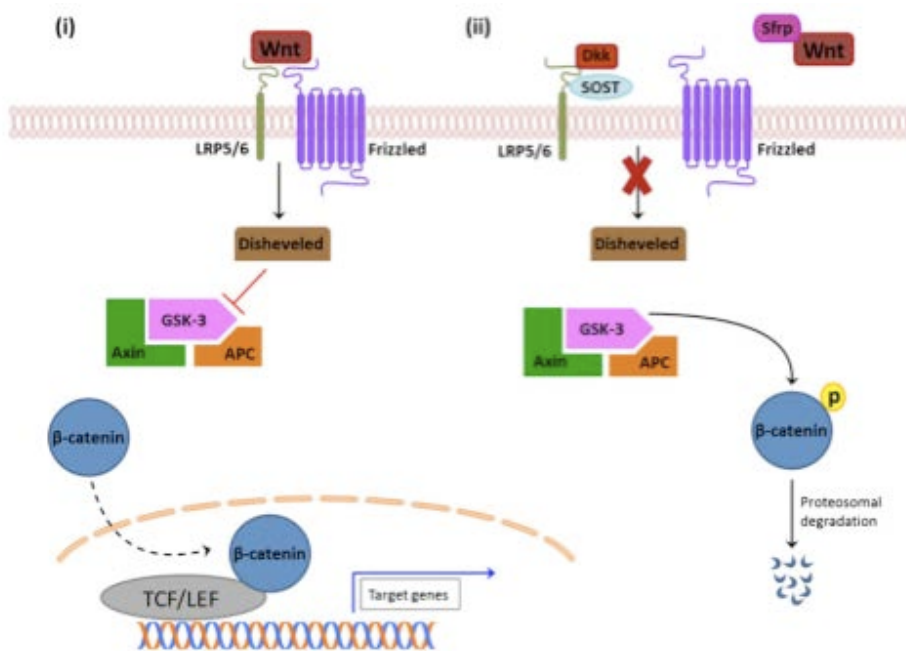 (i)
Wnt
LRP5/6
Frizzled
Disheveled
GSK-3
Axin
APC
β-catenin
β-catenin
TCF/LEF
Target genes
(ii)
Sfrp
Wnt
Dkk
SOST
LRP5/6
Frizzled
Disheveled
GSK-3
Axin
APC
p
β-catenin
Proteosomal
degradation